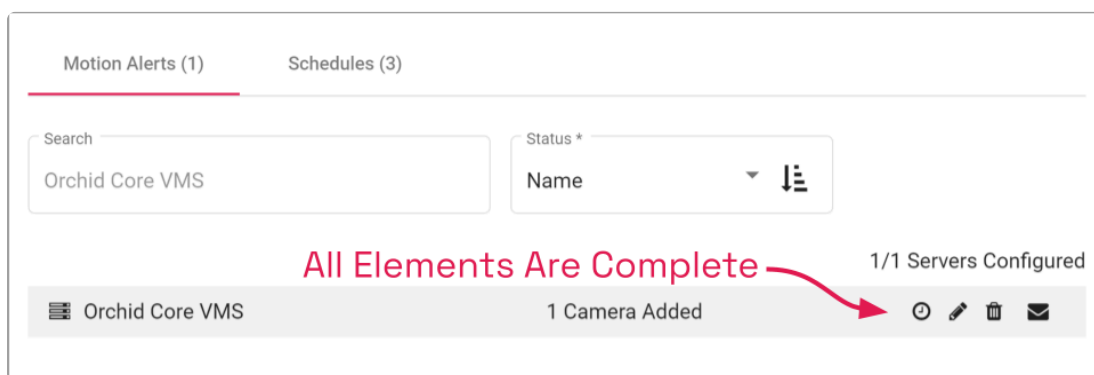 Motion Alerts (1) Schedules (3)
Search
Status *
Orchid Core VMS
Name
All Elements Are Complete
1/1 Servers Configured
Orchid Core VMS 1 Camera Added